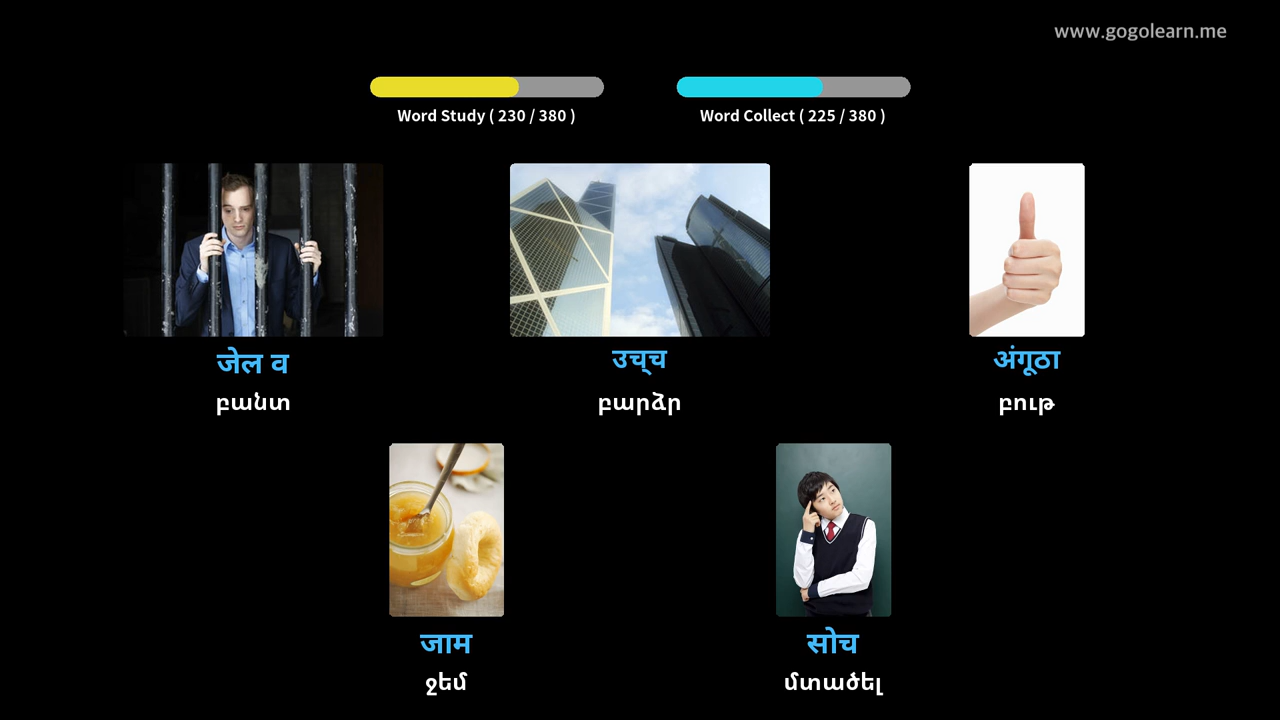 www.gogolearn.me
Word Study ( 230 / 380 )
Word Collect ( 225 / 380 )
जेल व
उच्च
अंगूठा
բանտ
բարձր
բութ
जाम
सोच
ջեմ
մտածել